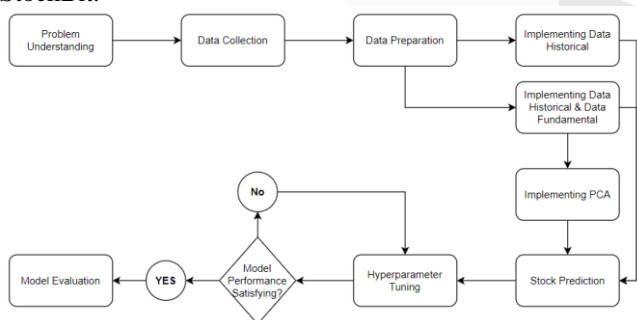 StockBit.
Problem
Understanding
Data Collection
Data Preparation
Implementing Data
Historical
Implementing Data
Historical & Data
Fundamental
No
Implementing PCA
Model Evaluation
YES
Model
Performance
Satisfying?
Hyperparameter
Tuning
Stock Prediction